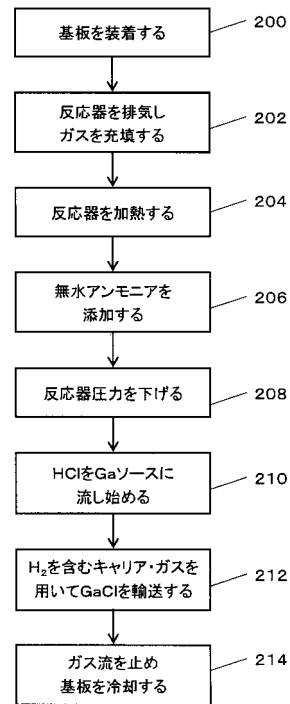 基板を装着する
200
反応器を排気し
ガスを充填する
202
反応器を加熱する
204
無水アンモニアを
添加する
206
反応器圧力を下げる
208
HClをGaソースに
流し始める
210
H₂を含むキャリア・ガスを
用いてGaClを輸送する
212
ガス流を止め
基板を冷却する
214